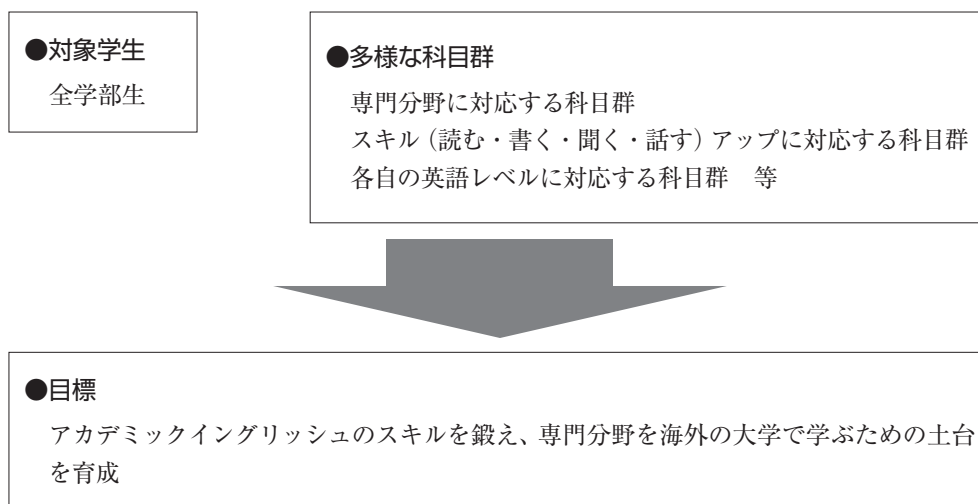 ●対象学生
全学部生
●多様な科目群
専門分野に対応する科目群
スキル（読む・書く・聞く・話す）アップに対応する科目群
各自の英語レベルに対応する科目群　等
●目標
アカデミックイングリッシュのスキルを鍛え、専門分野を海外の大学で学ぶための土台
を育成